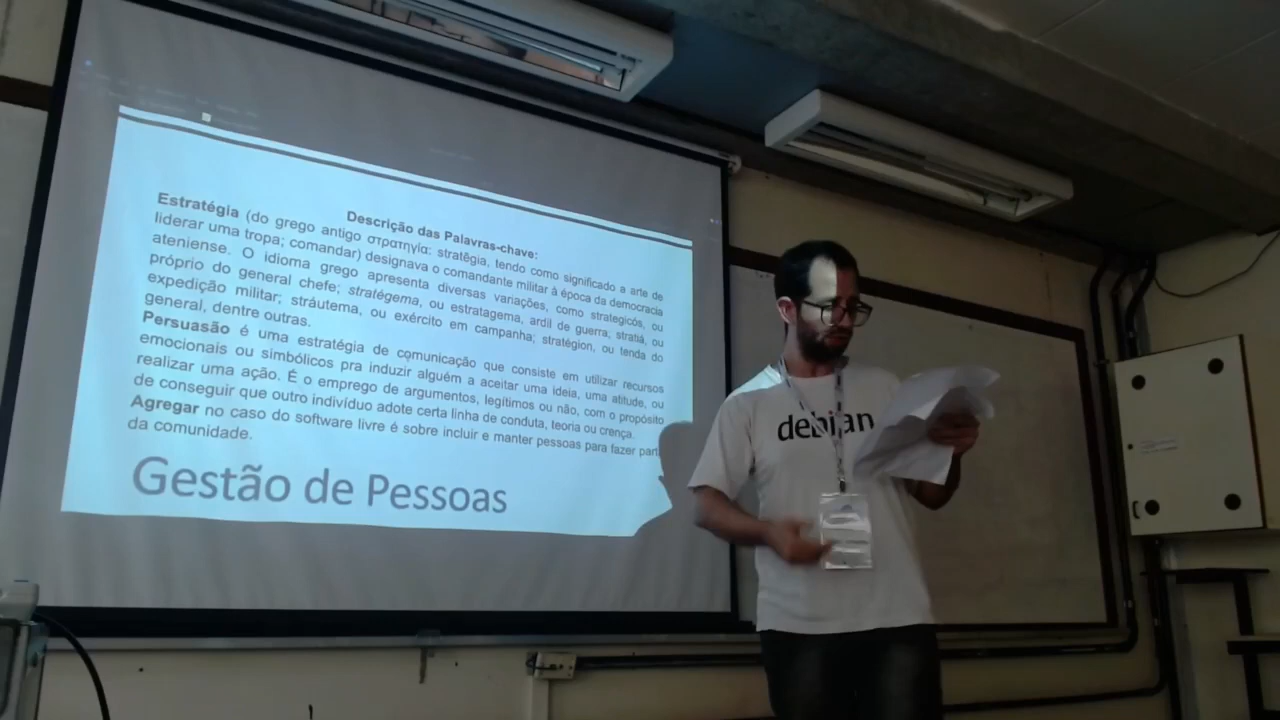 Descrição das Palavras-chave:
Estratégia (do grego antigo στρατηγία: stratēgia, tendo como significado a arte de
liderar uma tropa; comandar) designava o comandante militar à época da democracia
ateniense. O idioma grego apresenta diversas variações, como strategicós, ou
próprio do general chefe; stratégema, ou estratagema, ardil de guerra; stratiá, ou
expedição militar; stráutema, ou exército em campanha; stratégion, ou tenda do
general, dentre outras.
Persuasão é uma estratégia de comunicação que consiste em utilizar recursos
emocionais ou simbólicos pra induzir alguém a aceitar uma ideia, uma atitude, ou
realizar uma ação. É o emprego de argumentos, legítimos ou não, com o propósito
de conseguir que outro indivíduo adote certa linha de conduta, teoria ou crença.
Agregar no caso do software livre é sobre incluir e manter pessoas para fazer part
da comunidade.
Gestão de Pessoas
debian